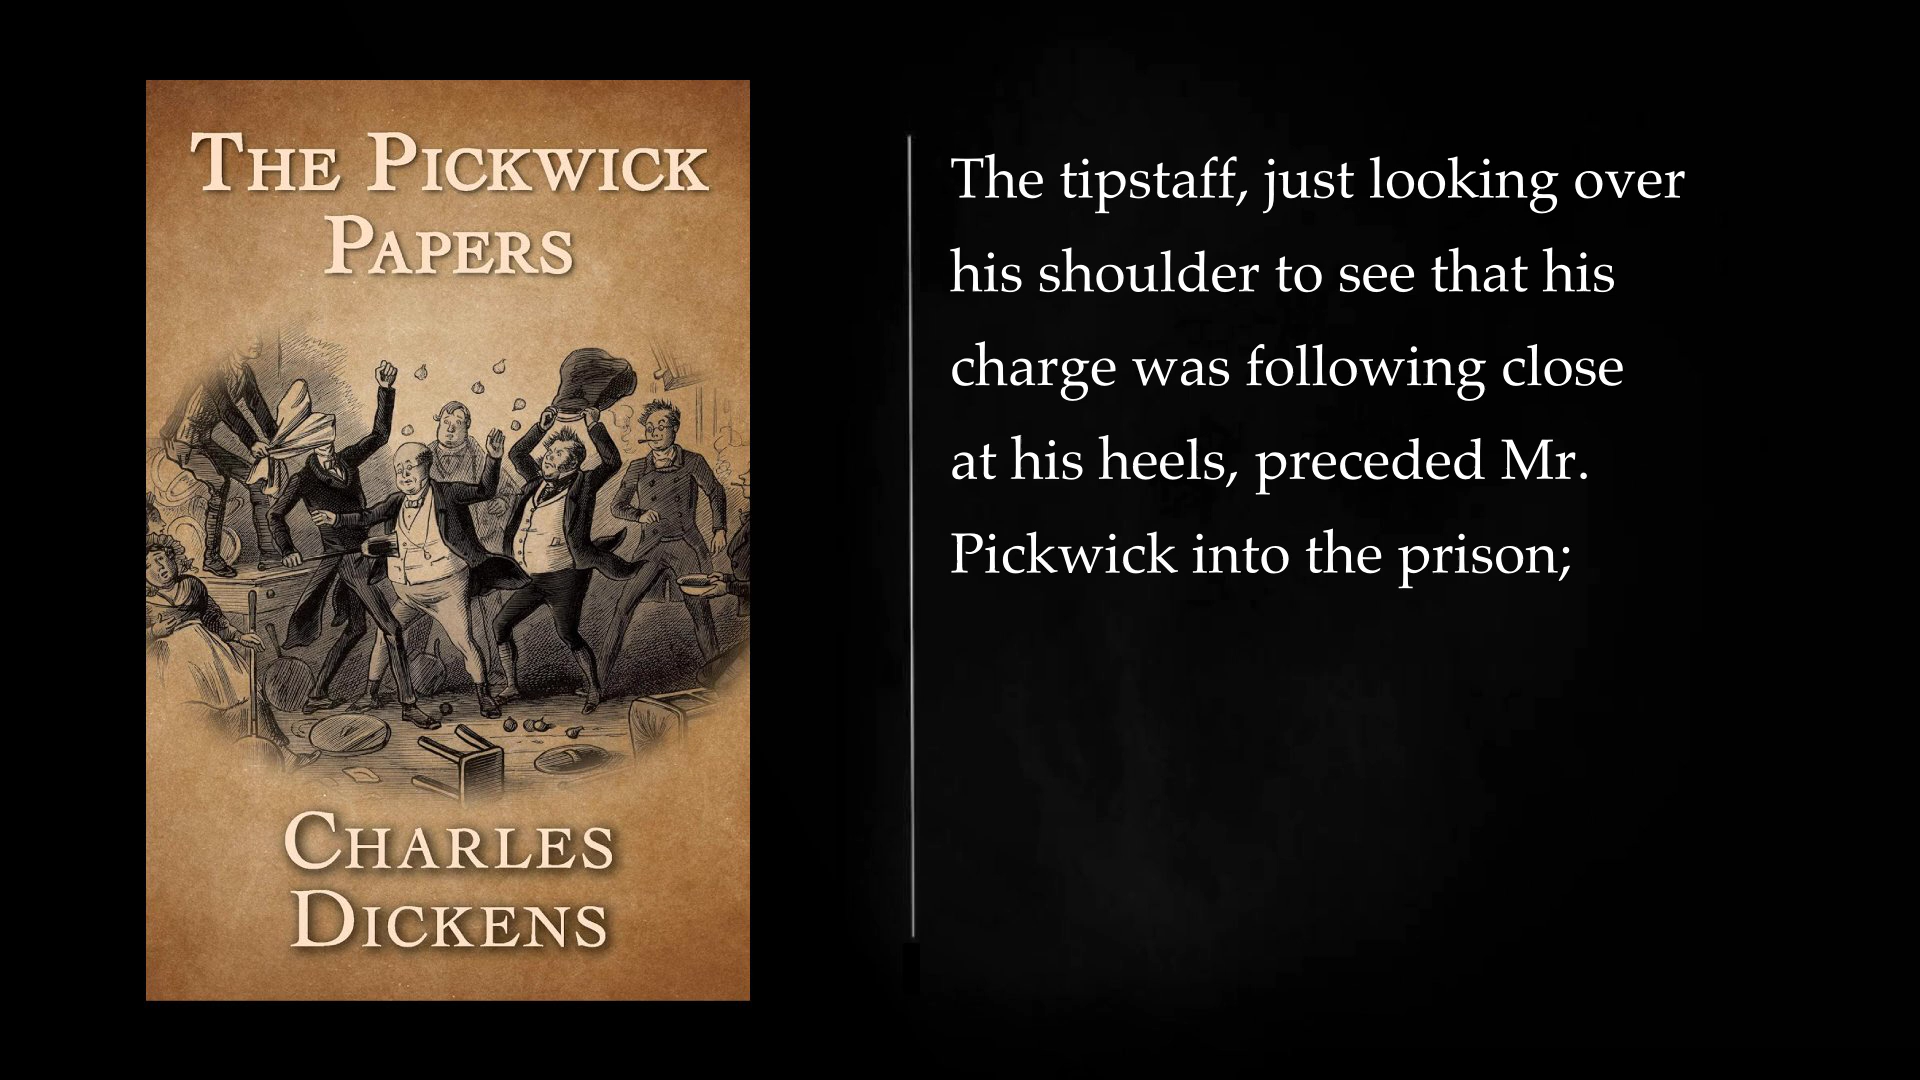 THE PICKWICK
PAPERS
CHARLES
DICKENS
The tipstaff, just looking over
his shoulder to see that his
charge was following close
at his heels, preceded Mr.
Pickwick into the prison;